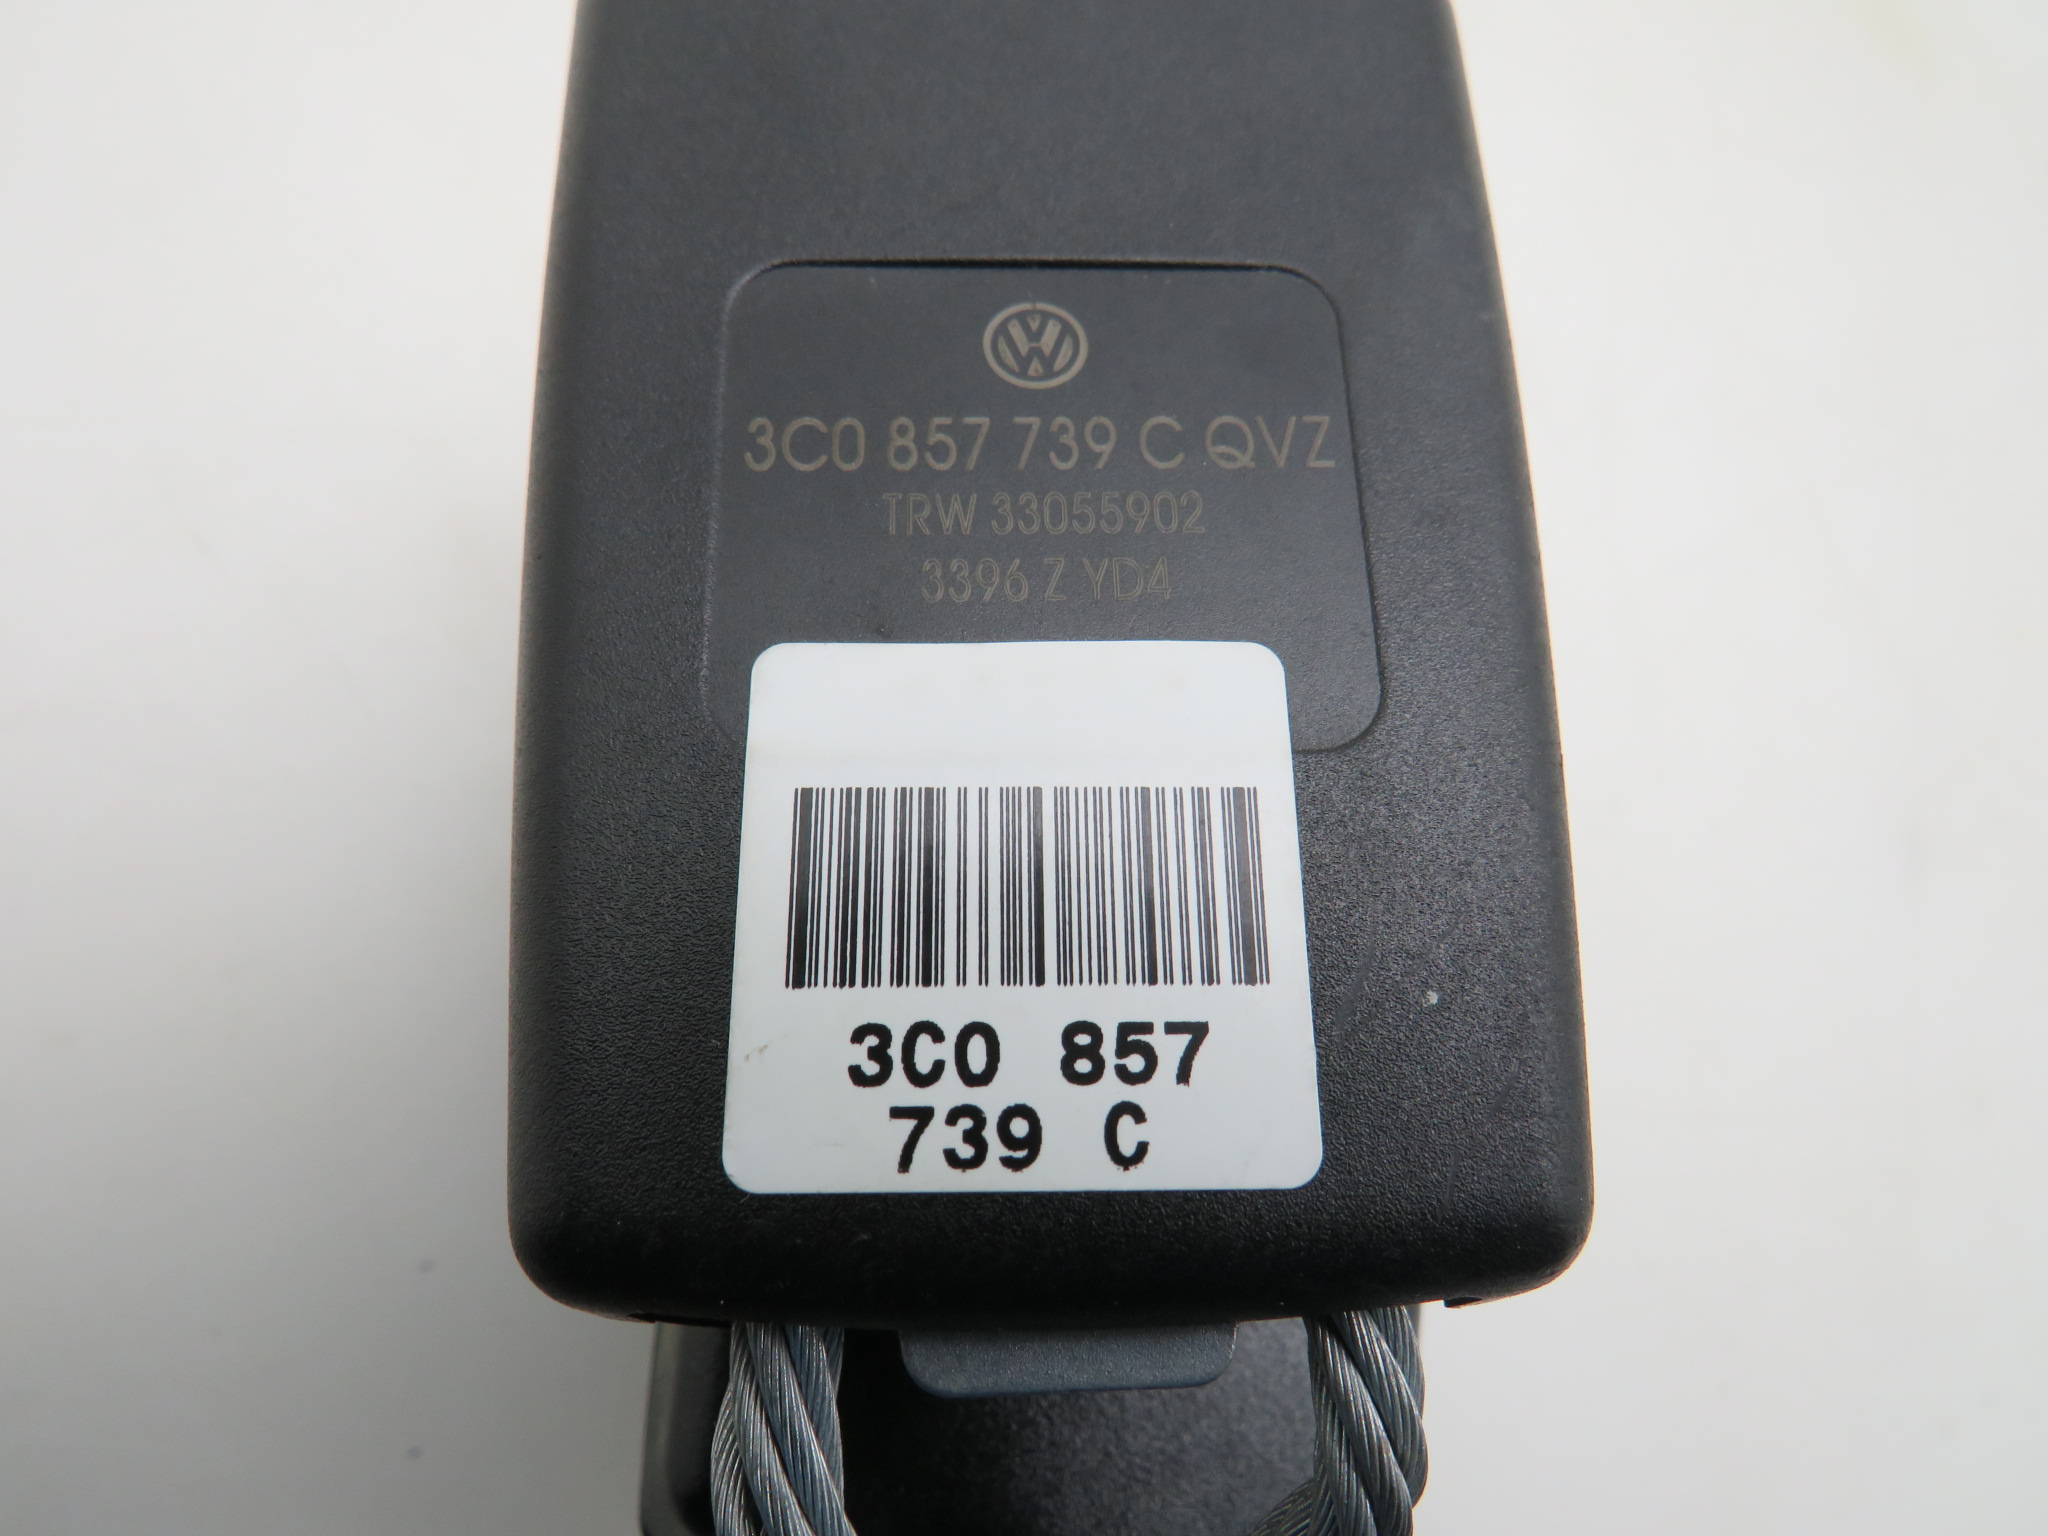 3C0 857 739 C QVZ
TRW 33055902
3396 Z YD4
3C0 857
739 C